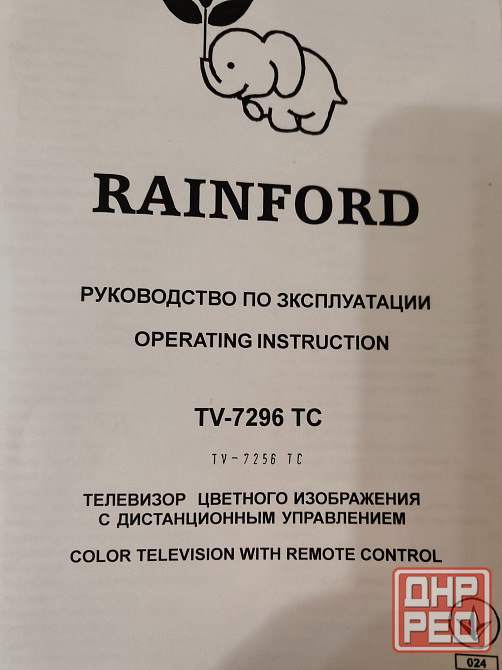 RAINFORD
РУКОВОДСТВО ПО ЗКСПЛУАТАЦИИ
OPERATING INSTRUCTION
TV-7296 TC
TV-7256 TC
ТЕЛЕВИЗОР ЦВЕТНОГО ИЗОБРАЖЕНИЯ
С ДИСТАНЦИОННЫМ УПРАВЛЕНИЕМ
COLOR TELEVISION WITH REMOTE CONTROL
ДНР
РЕД
024